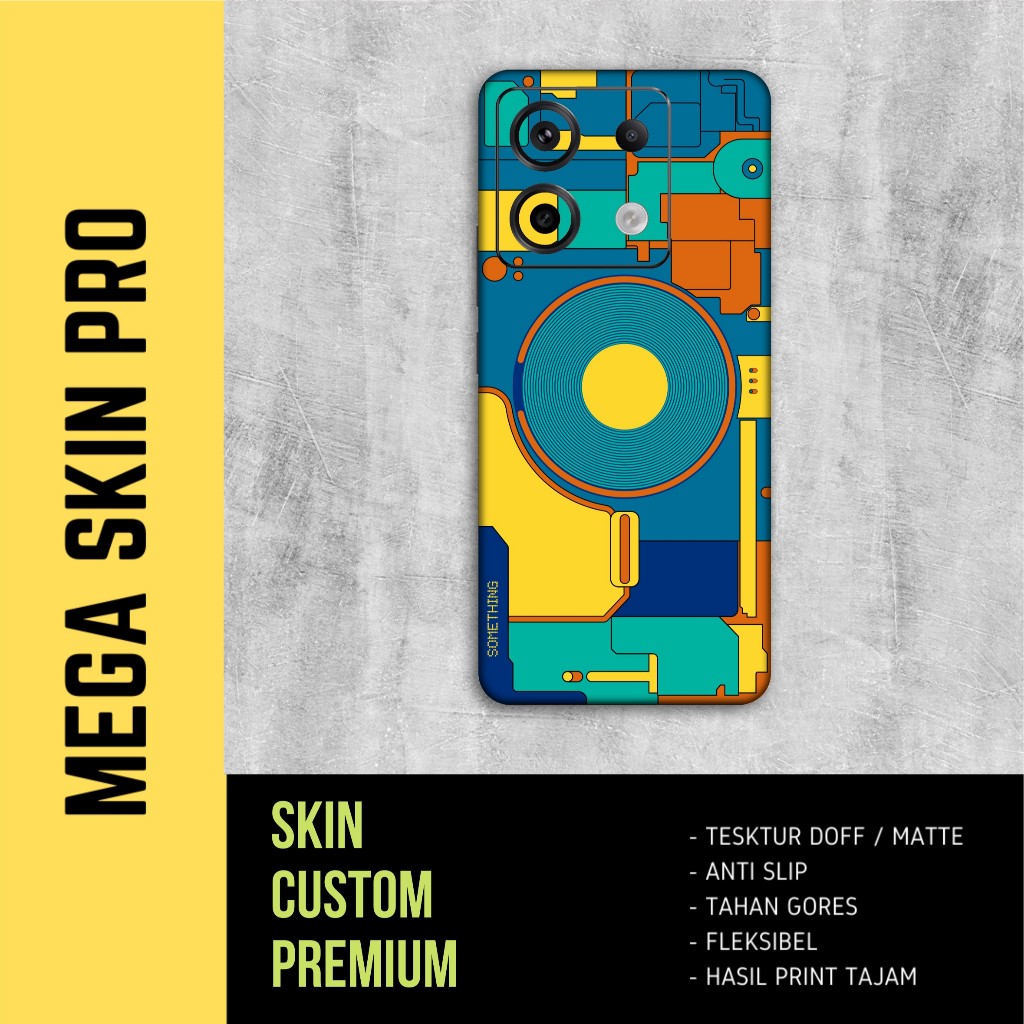 MEGA SKIN PRO
SOMETHING
SKIN
CUSTOM
PREMIUM
- TESKTUR DOFF / MATTE
- ANTI SLIP
- TAHAN GORES
- FLEKSIBEL
- HASIL PRINT TAJAM